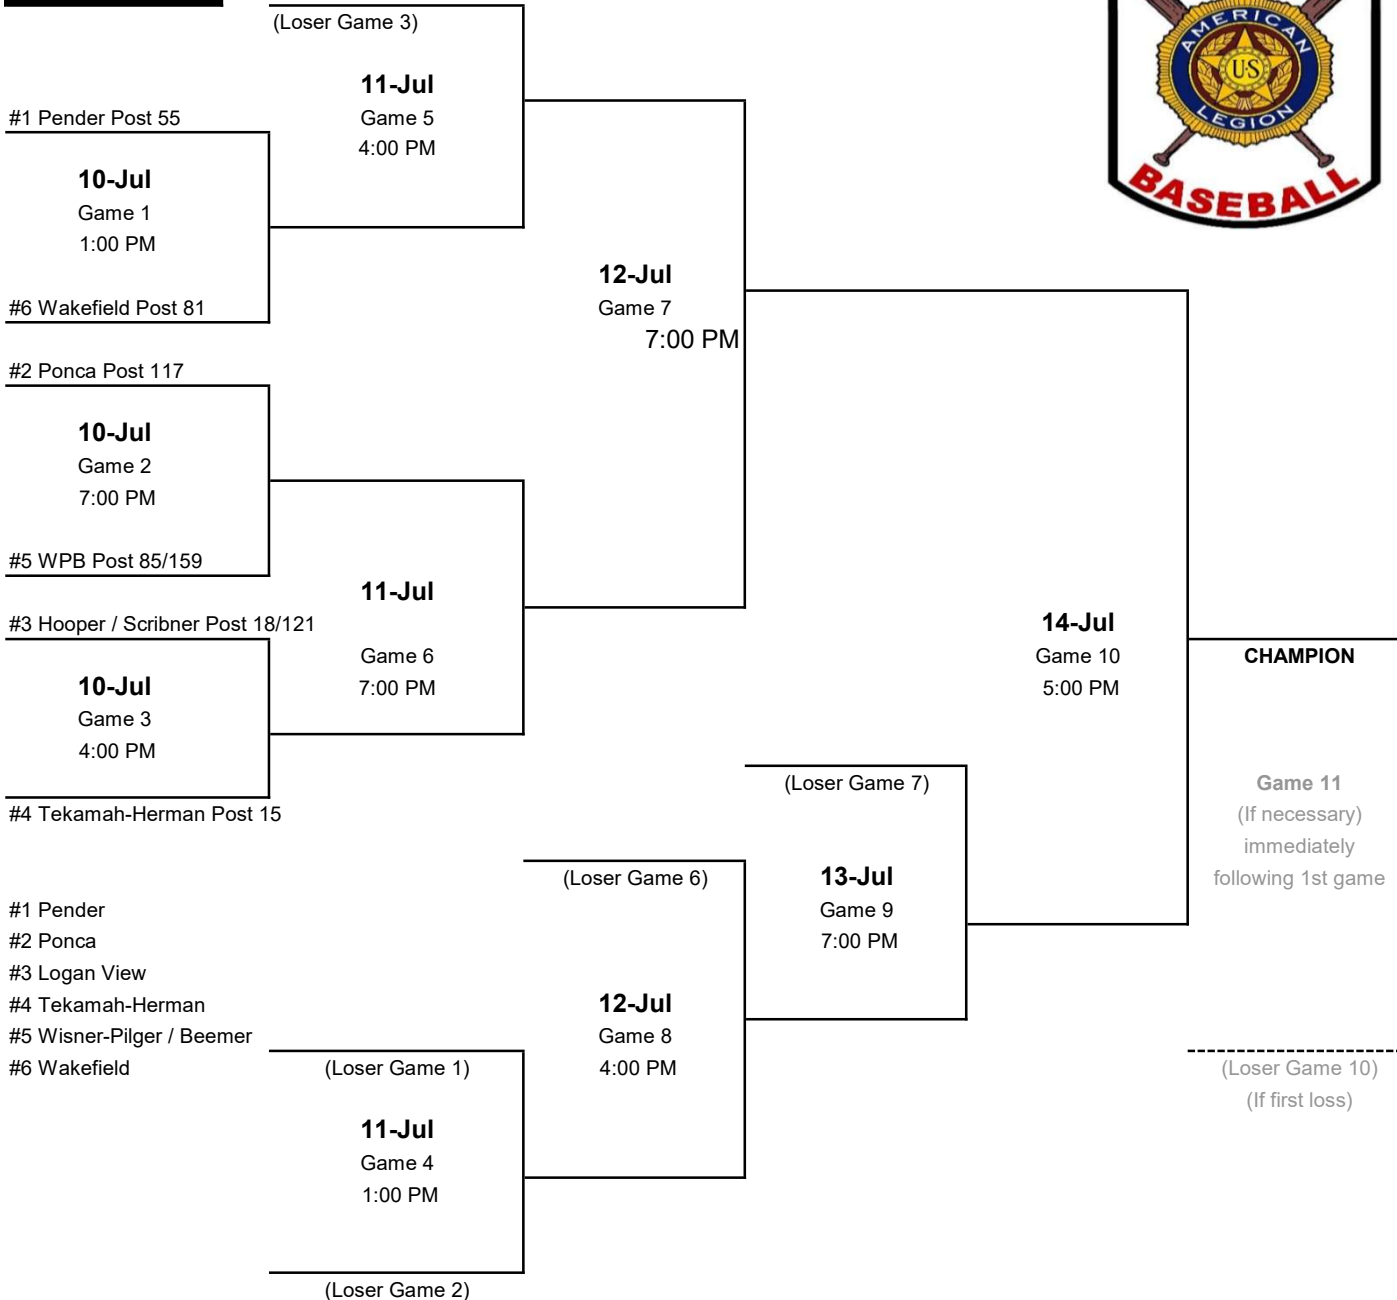 (Loser Game 3)
11-Jul
Game 5
4:00 PM
#1 Pender Post 55
10-Jul
Game 1
1:00 PM
#6 Wakefield Post 81
12-Jul
Game 7
7:00 PM
#2 Ponca Post 117
10-Jul
Game 2
7:00 PM
#5 WPB Post 85/159
11-Jul
Game 6
7:00 PM
#3 Hooper / Scribner Post 18/121
10-Jul
Game 3
4:00 PM
#4 Tekamah-Herman Post 15
14-Jul
Game 10
5:00 PM
CHAMPION
Game 11
(If necessary)
immediately
following 1st game
(Loser Game 7)
13-Jul
Game 9
7:00 PM
(Loser Game 6)
12-Jul
Game 8
4:00 PM
#1 Pender
#2 Ponca
#3 Logan View
#4 Tekamah-Herman
#5 Wisner-Pilger / Beemer
#6 Wakefield
(Loser Game 1)
11-Jul
Game 4
1:00 PM
(Loser Game 2)
(Loser Game 10)
(If first loss)
AMERICAN
US
LEGION
BASEBALL